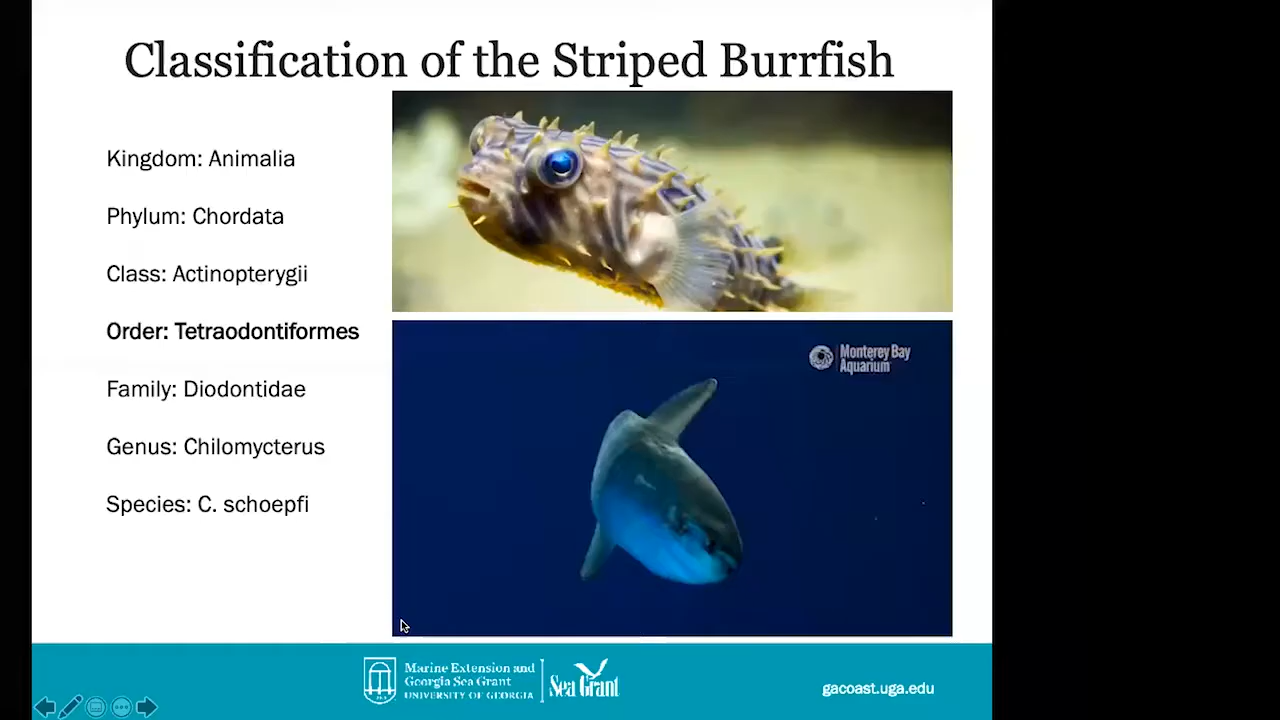 Classification of the Striped Burrfish
Kingdom: Animalia
Phylum: Chordata
Class: Actinopterygii
Order: Tetraodontiformes
Family: Diodontidae
Genus: Chilomycterus
Species: C. schoepfi
Monterey Bay
Aquarium
Marine Extension and
Georgia Sea Grant
UNIVERSITY OF GEORGIA
Sea Grant
gacoast.uga.edu